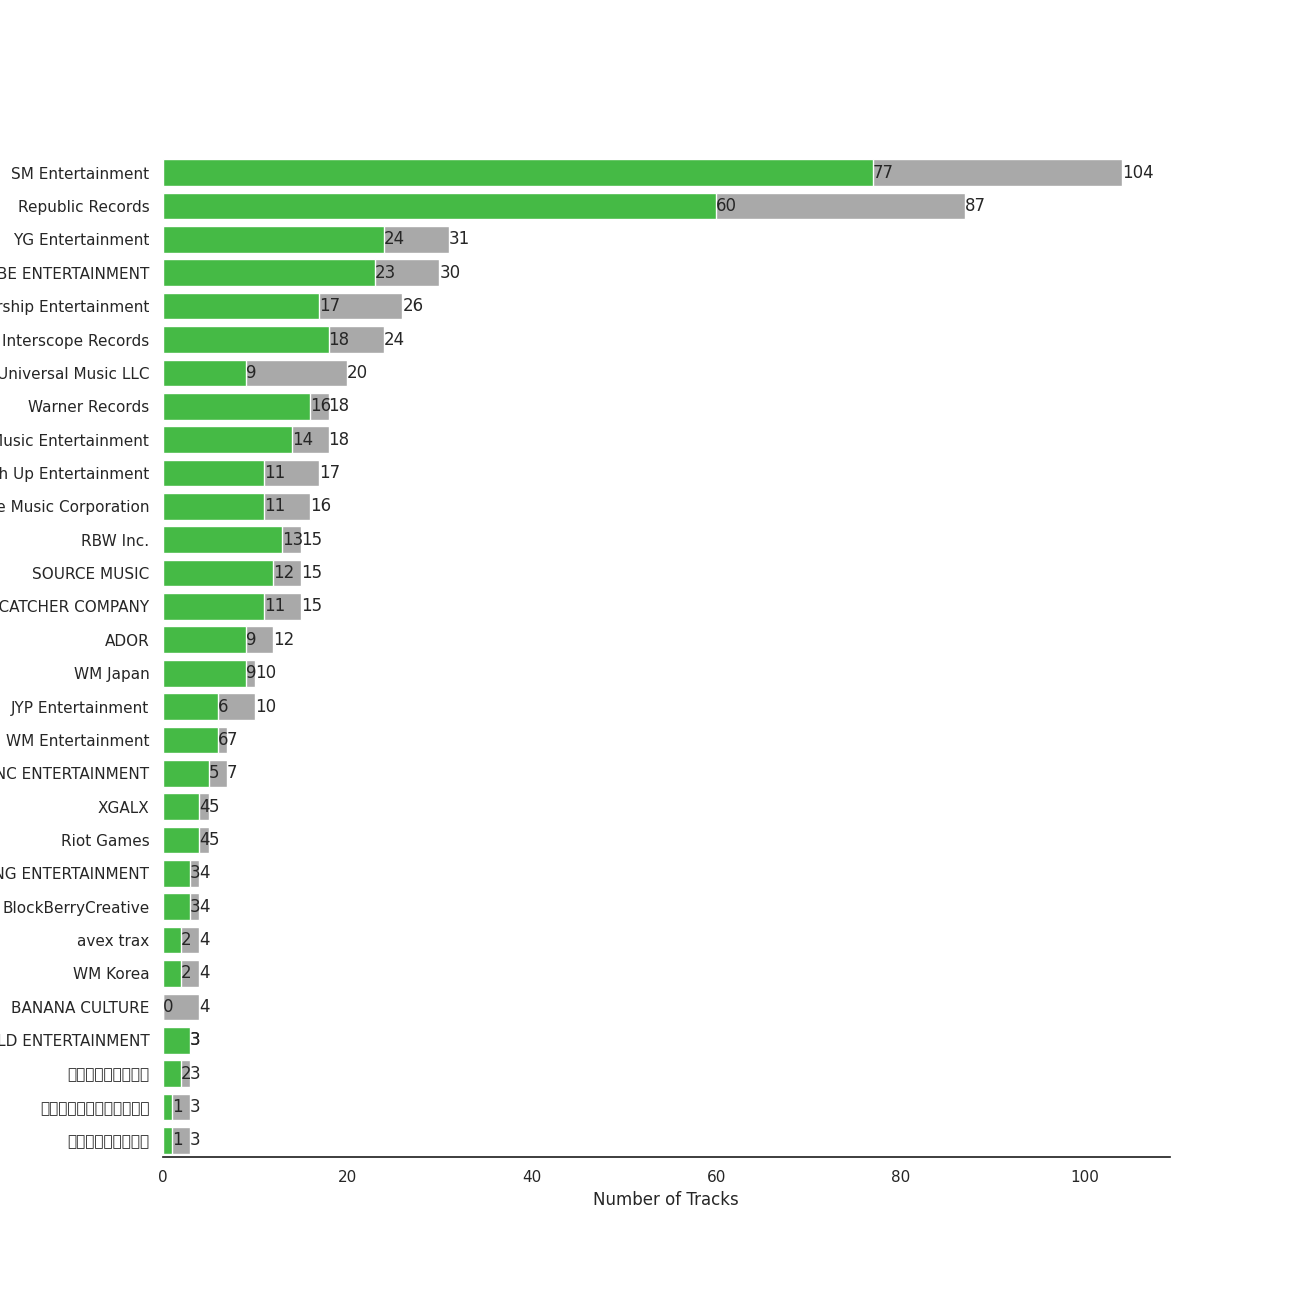 SM Entertainment 77 104
Republic Records 60 87
YG Entertainment 24 31
BE ENTERTAINMENT 23 30
rship Entertainment 17 26
Interscope Records 18 24
Universal Music LLC 9 20
Warner Records 16 18
Music Entertainment 14 18
h Up Entertainment 11 17
e Music Corporation 11 16
RBW Inc. 13 15
SOURCE MUSIC 12 15
CATCHER COMPANY 11 15
ADOR 9 12
WM Japan 9 10
JYP Entertainment 6 10
WM Entertainment 6 7
NC ENTERTAINMENT 5 7
XGALX 4 5
Riot Games 4 5
NG ENTERTAINMENT 3 4
BlockBerryCreative 3 4
avex trax 2 4
WM Korea 2 4
BANANA CULTURE 0 4
LD ENTERTAINMENT 3
2 3
1 3
1 3
0 20 40 60 80 100
Number of Tracks